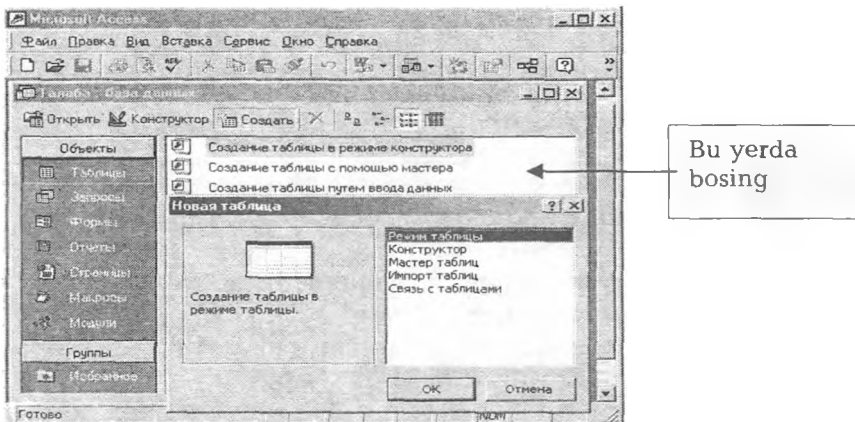 Microsoft Access
Файл Правка Вид Вставка Сервис Окно Справка
Талаба : база данных
Открыть Конструктор Создать
Объекты
Таблицы
Запросы
Формы
Отчеты
Страницы
Макросы
Модули
Группы
Избранное
Создание таблицы в режиме конструктора
Создание таблицы с помощью мастера
Создание таблицы путем ввода данных
Новая таблица
Создание таблицы в
режиме таблицы.
Режим таблицы
Конструктор
Мастер таблиц
Импорт таблиц
Связь с таблицами
ОК Отмена
Готово
NUM
Bu yerda
bosing